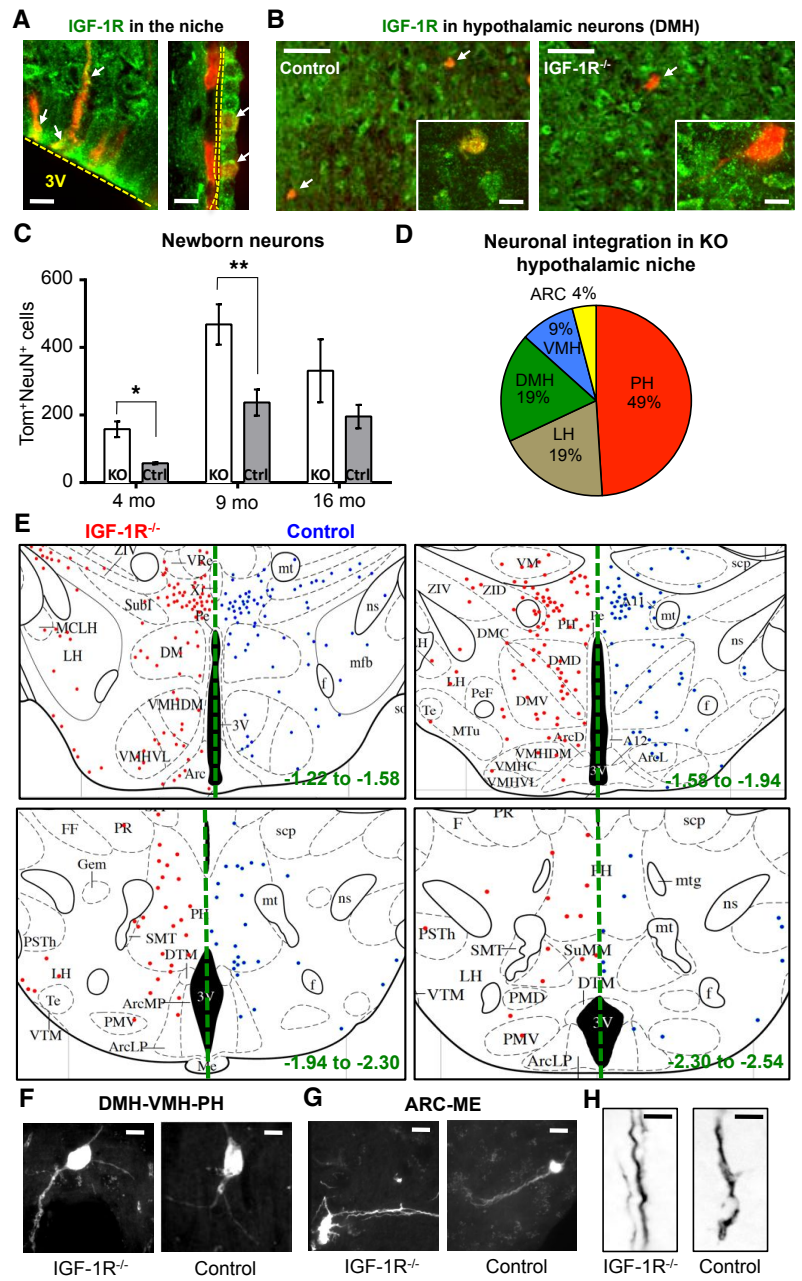 A
IGF-1R in the niche
3V
B
IGF-1R in hypothalamic neurons (DMH)
Control
IGF-1R-/-
C
Newborn neurons
Tom+NeuN+ cells
600
400
200
0
*
**
KO
Ctrl
KO
Ctrl
KO
Ctrl
4 mo
9 mo
16 mo
D
Neuronal integration in KO
hypothalamic niche
ARC 4%
9%
VMH
DMH
19%
LH
19%
PH
49%
E
IGF-1R-/-
Control
ZIV
VRe
mt
SubI
Pe
ns
MCLH
LH
DM
mfb
f
VMHDM
3V
VMHVL
Arc
-1.22 to -1.58
VM
scp
ZIV
ZID
A11
Pe
PH
mt
DMC
ns
LH
DMD
PeF
DMV
f
Te
MTu
ArcD
A12
VMHDM
ArcL
VMHC
3V
VMHVL
-1.58 to -1.94
FF
PR
scp
Gem
mt
ns
PH
PSTh
SMT
DTM
LH
f
Te
ArcMP
3V
PMV
VTM
ArcLP
Me
-1.94 to -2.30
F
PR
scp
PH
mtg
ns
PSTh
mt
SMT
SuMM
LH
DTM
VTM
PMD
f
3V
PMV
ArcLP
-2.30 to -2.54
F
DMH-VMH-PH
IGF-1R-/-
Control
G
ARC-ME
IGF-1R-/-
Control
H
IGF-1R-/-
Control